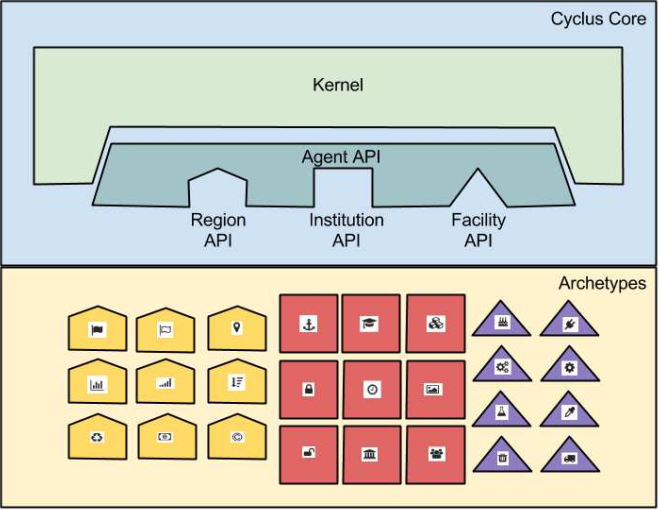 Cyclus Core
Kernel
Agent API
Region
API
Institution
API
Facility
API
Archetypes